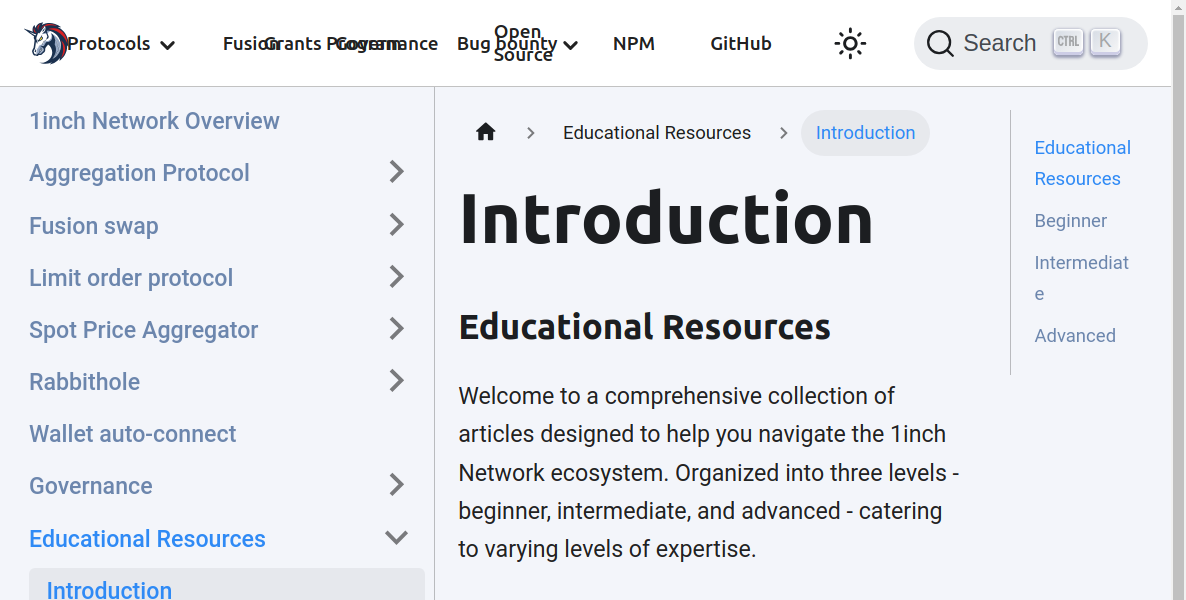 Protocols
Fusion
Grants Program
Governance
Bug bounty
Open
Source
NPM
GitHub
Search
CTRL
K
1inch Network Overview
Aggregation Protocol
Fusion swap
Limit order protocol
Spot Price Aggregator
Rabbithole
Wallet auto-connect
Governance
Educational Resources
Introduction
Educational Resources
Introduction
Introduction
Educational Resources
Welcome to a comprehensive collection of
articles designed to help you navigate the 1inch
Network ecosystem. Organized into three levels -
beginner, intermediate, and advanced - catering
to varying levels of expertise.
Educational
Resources
Beginner
Intermediat
e
Advanced